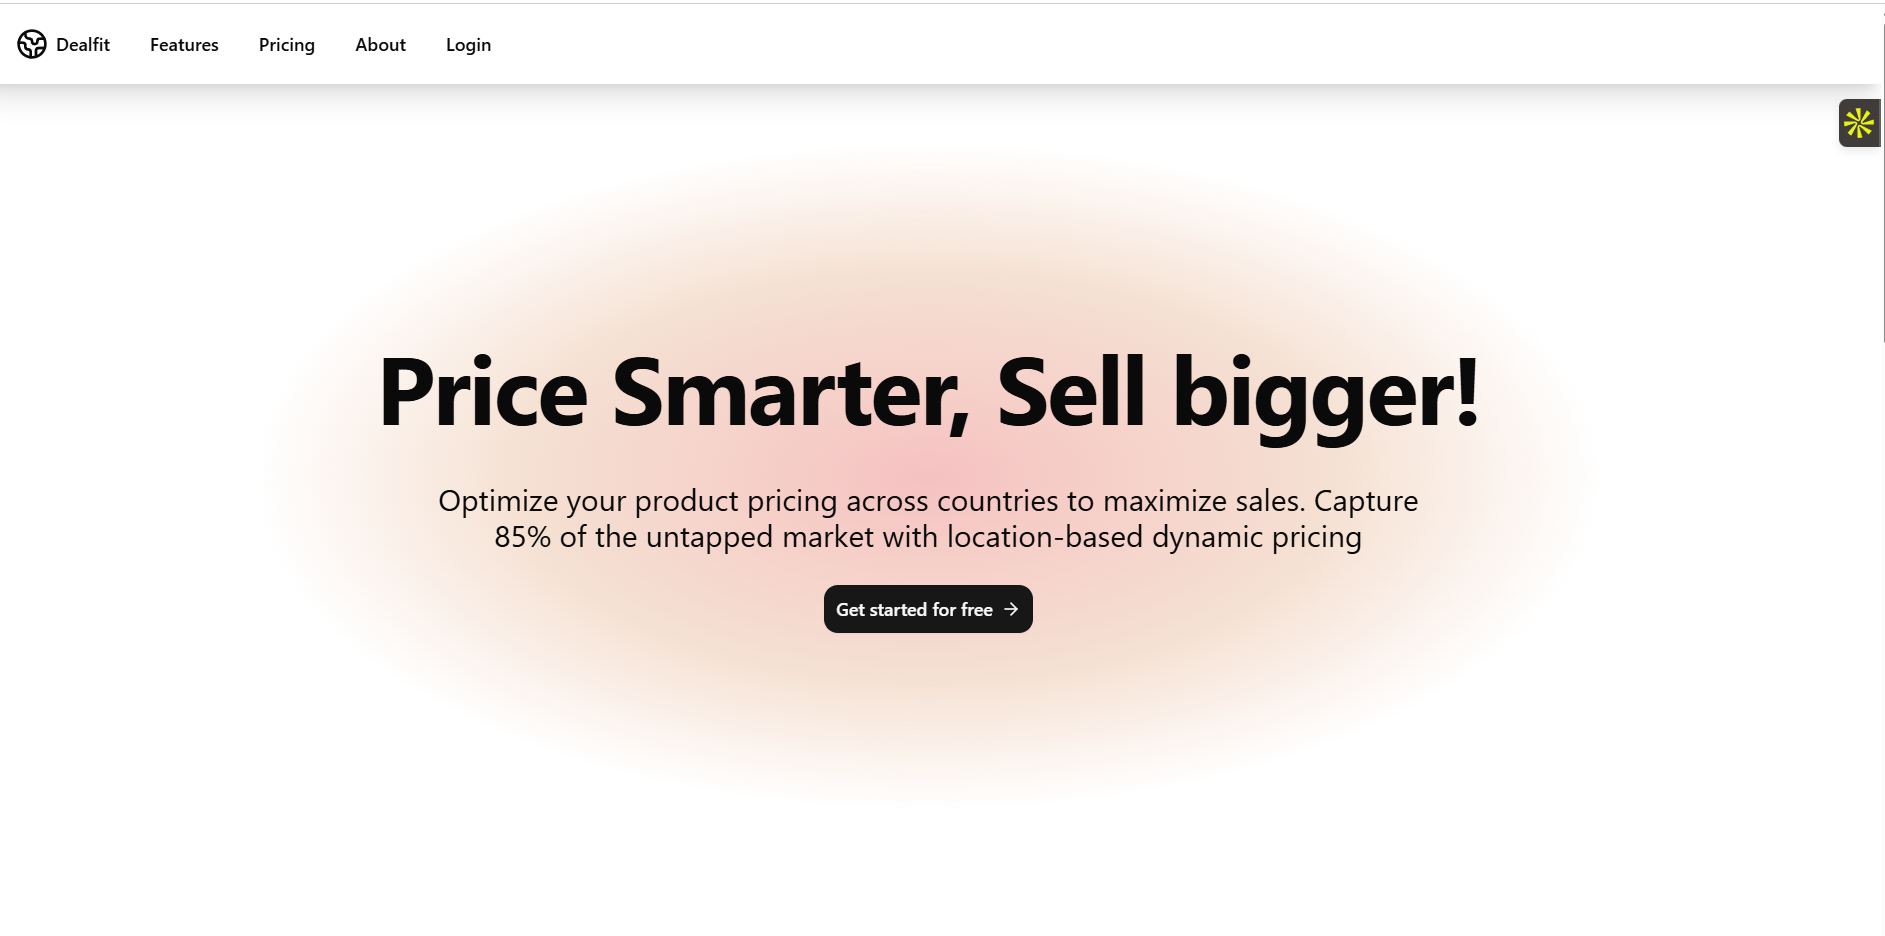 Dealfit Features Pricing About Login
Price Smarter, Sell bigger!
Optimize your product pricing across countries to maximize sales. Capture
85% of the untapped market with location-based dynamic pricing
Get started for free